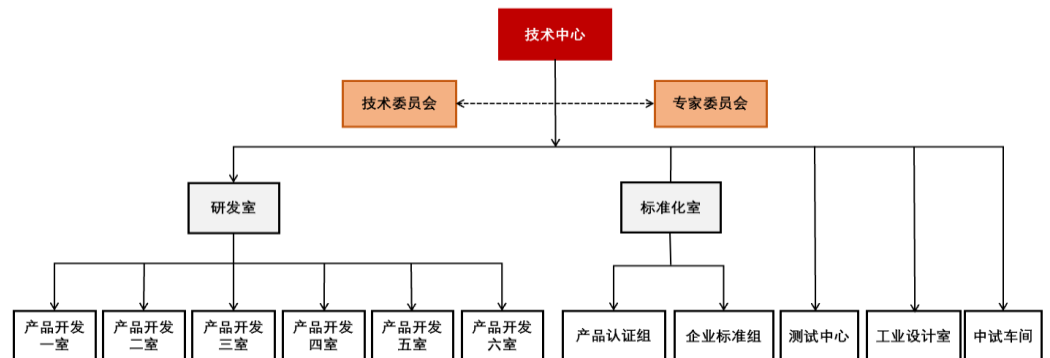 技术中心
技术委员会
专家委员会
研发室
标准化室
产品开发
一室
产品开发
二室
产品开发
三室
产品开发
四室
产品开发
五室
产品开发
六室
产品认证组
企业标准组
测试中心
工业设计室
中试车间